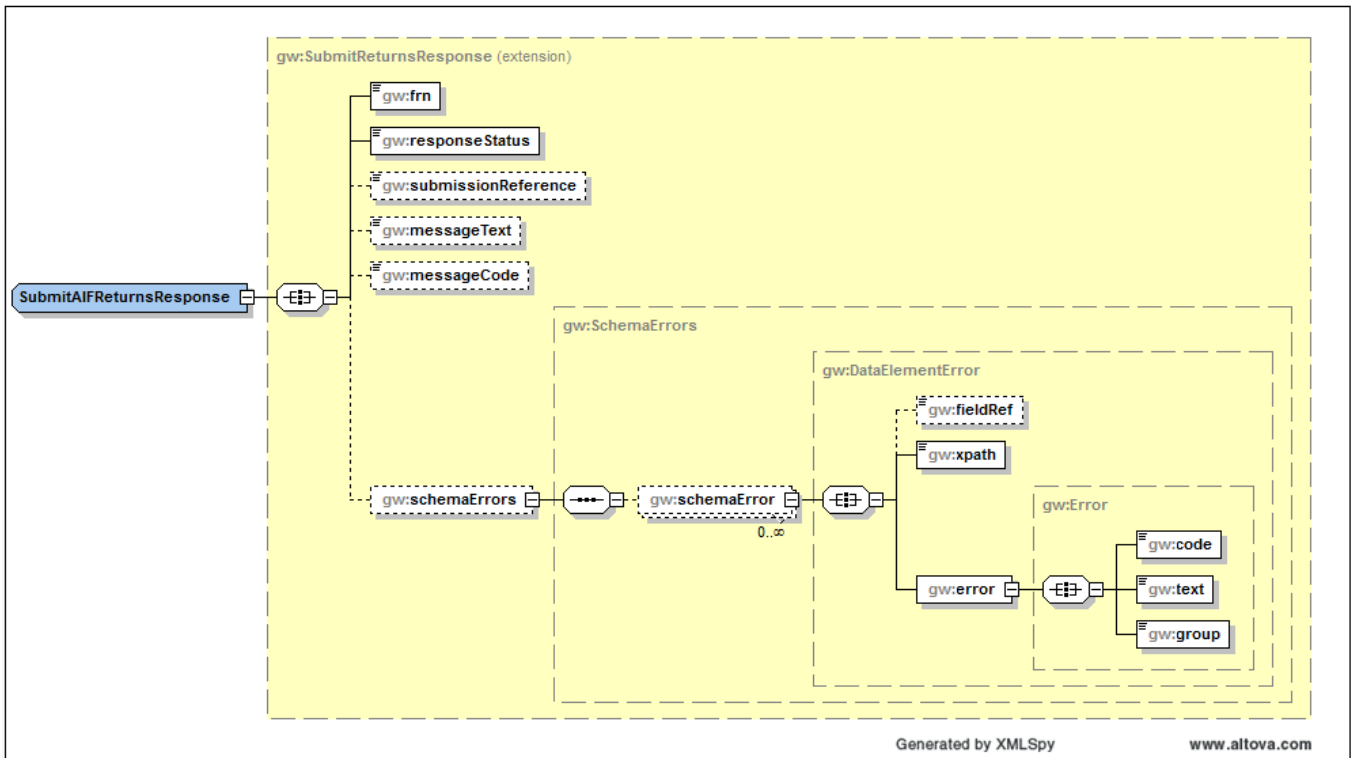 gw:SubmitReturnsResponse (extension)
gw:frn
gw:responseStatus
gw:submissionReference
gw:messageText
gw:messageCode
SubmitAIFReturnsResponse
gw:SchemaErrors
gw:DataElementError
gw:fieldRef
gw:xpath
gw:schemaErrors
gw:schemaError
0..∞
gw:Error
gw:code
gw:error
gw:text
gw:group
Generated by XMLSpy
www.altova.com